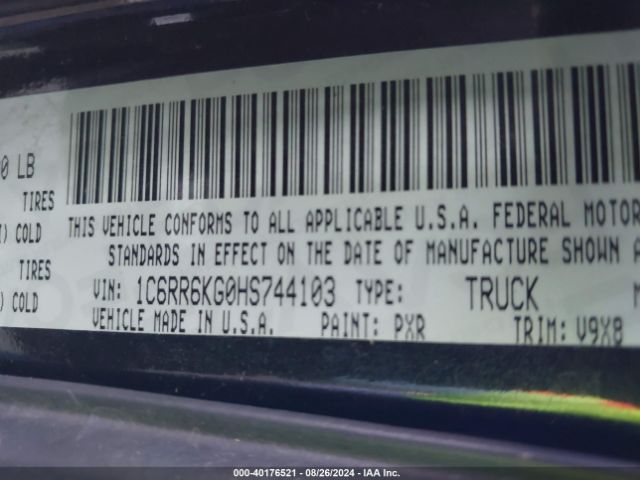 0 LB
TIRES
) COLD
TIRES
) COLD
THIS VEHICLE CONFORMS TO ALL APPLICABLE U.S.A. FEDERAL MOTOR
STANDARDS IN EFFECT ON THE DATE OF MANUFACTURE SHOWN A
VIN: 1C6RR6KG0HS744103 TYPE: TRUCK M
VEHICLE MADE IN U.S.A. PAINT: PXR TRIM: V9X8
000-40176521 - 08/26/2024 - IAA Inc.